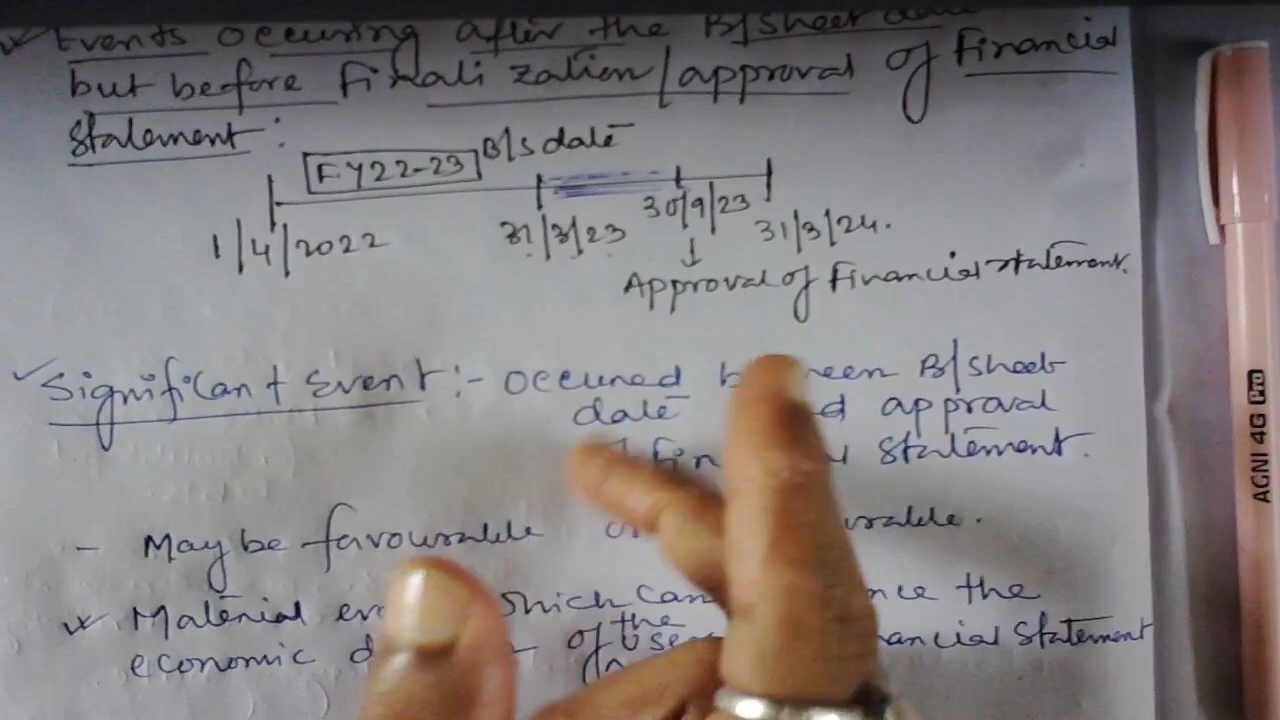 Events occuring after the B/Sheet date
but before Finalization/approval of Financial
Statement :
FY22-23 B/S date
1/4/2022 31/3/23 30/9/23 31/3/24.
Approval of Financial statement.
Significant Event :- occured B/Sheet
date approval
Statement.
- May be favourable
Material which can the
economic of the Statement
AGNI 4G Pro